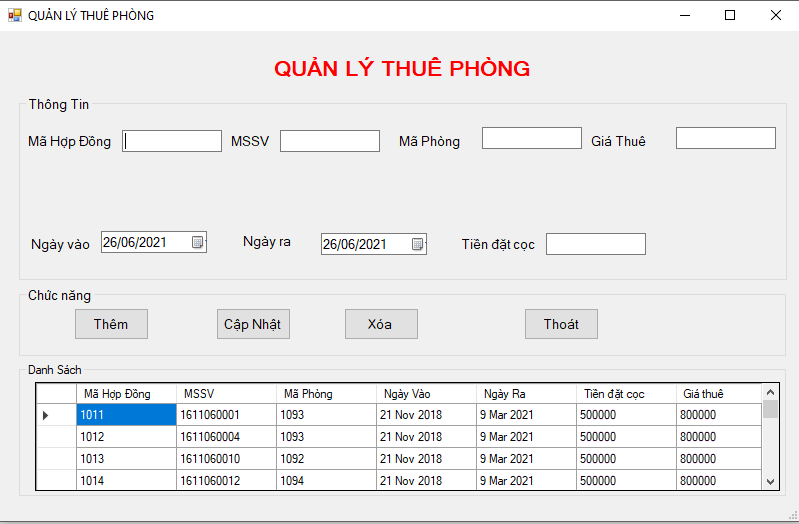 QUẢN LÝ THUÊ PHÒNG
QUẢN LÝ THUÊ PHÒNG
Thông Tin
Mã Hợp Đồng MSSV Mã Phòng Giá Thuê
Ngày vào 26/06/2021 Ngày ra 26/06/2021 Tiền đặt cọc
Chức năng
Thêm Cập Nhật Xóa Thoát
Danh Sách
Mã Hợp Đồng MSSV Mã Phòng Ngày Vào Ngày Ra Tiền đặt cọc Giá thuê
1011 1611060001 1093 21 Nov 2018 9 Mar 2021 500000 800000
1012 1611060004 1093 21 Nov 2018 9 Mar 2021 500000 800000
1013 1611060010 1092 21 Nov 2018 9 Mar 2021 500000 800000
1014 1611060012 1094 21 Nov 2018 9 Mar 2021 500000 800000